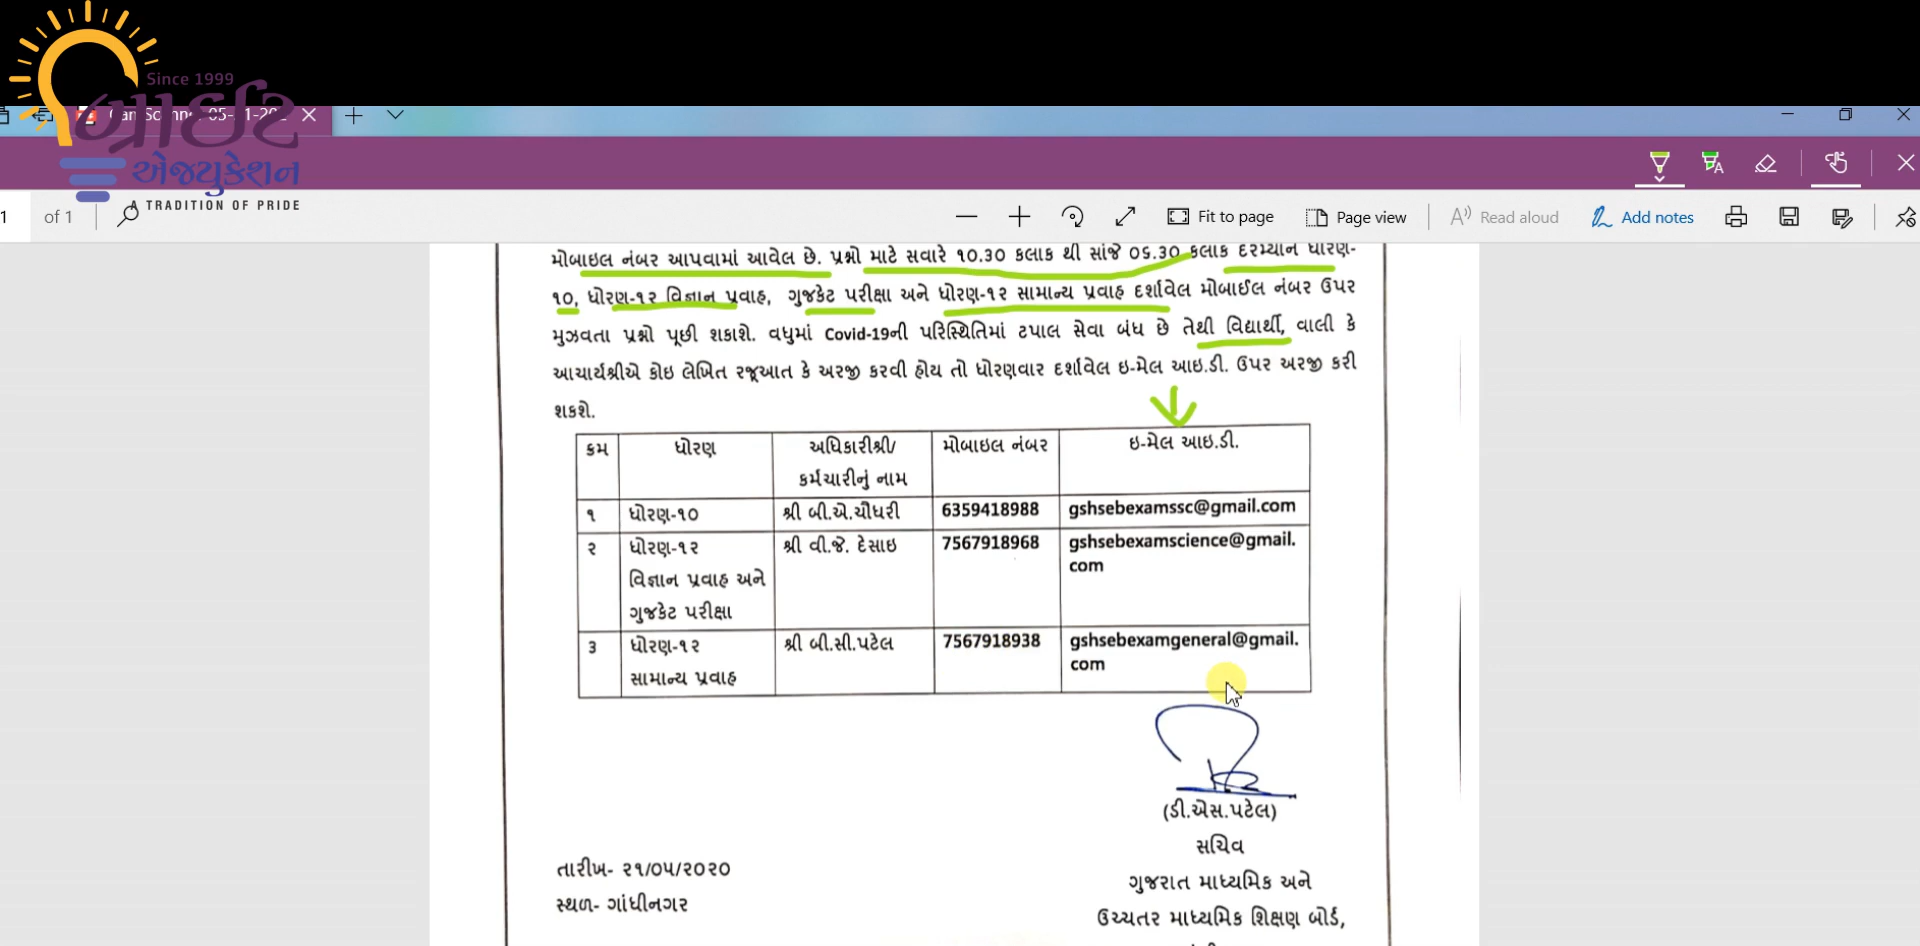 Since 1999
બ્રાઈટ
એજ્યુકેશન
A TRADITION OF PRIDE
1 of 1
Fit to page
Page view
Read aloud
Add notes
મોબાઇલ નંબર આપવામાં આવેલ છે. પ્રશ્નો માટે સવારે ૧૦.30 કલાક થી સાંજે ૦૬.30 કલાક દરમ્યાન ધોરણ-
૧૦, ધોરણ-૧૨ વિજ્ઞાન પ્રવાહ, ગુજકેટ પરીક્ષા અને ધોરણ-૧૨ સામાન્ય પ્રવાહ દર્શાવેલ મોબાઈલ નંબર ઉપર
મુઝવતા પ્રશ્નો પૂછી શકાશે. વધુમાં Covid-19ની પરિસ્થિતિમાં ટપાલ સેવા બંધ છે તેથી વિદ્યાર્થી, વાલી કે
આચાર્યશ્રીએ કોઇ લેખિત રજૂઆત કે અરજી કરવી હોય તો ધોરણવાર દર્શાવેલ ઇ-મેલ આઇ.ડી. ઉપર અરજી કરી
શકશે.
ક્રમ ધોરણ અધિકારીશ્રી/ મોબાઇલ નંબર ઇ-મેલ આઇ.ડી.
કર્મચારીનું નામ
૧ ધોરણ-૧૦ શ્રી બી.એ.ચૌધરી 6359418988 gshsebexamssc@gmail.com
૨ ધોરણ-૧૨ શ્રી વી.જે. દેસાઇ 7567918968 gshsebexamscience@gmail.
com
વિજ્ઞાન પ્રવાહ અને
ગુજકેટ પરીક્ષા
૩ ધોરણ-૧૨ શ્રી બી.સી.પટેલ 7567918938 gshsebexamgeneral@gmail.
com
સામાન્ય પ્રવાહ
(ડી.એસ.પટેલ)
સચિવ
તારીખ- ૨૧/૦૫/૨૦૨૦
ગુજરાત માધ્યમિક અને
સ્થળ- ગાંધીનગર
ઉચ્ચતર માધ્યમિક શિક્ષણ બોર્ડ,